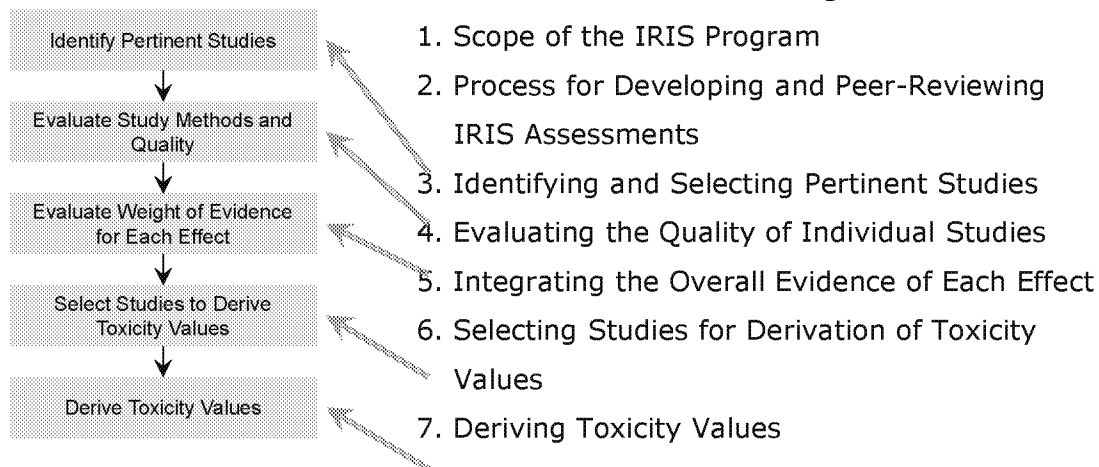 Identify Pertinent Studies
Evaluate Study Methods and
Quality
Evaluate Weight of Evidence
for Each Effect
Select Studies to Derive
Toxicity Values
Derive Toxicity Values
1. Scope of the IRIS Program
2. Process for Developing and Peer-Reviewing
IRIS Assessments
3. Identifying and Selecting Pertinent Studies
4. Evaluating the Quality of Individual Studies
5. Integrating the Overall Evidence of Each Effect
6. Selecting Studies for Derivation of Toxicity
Values
7. Deriving Toxicity Values